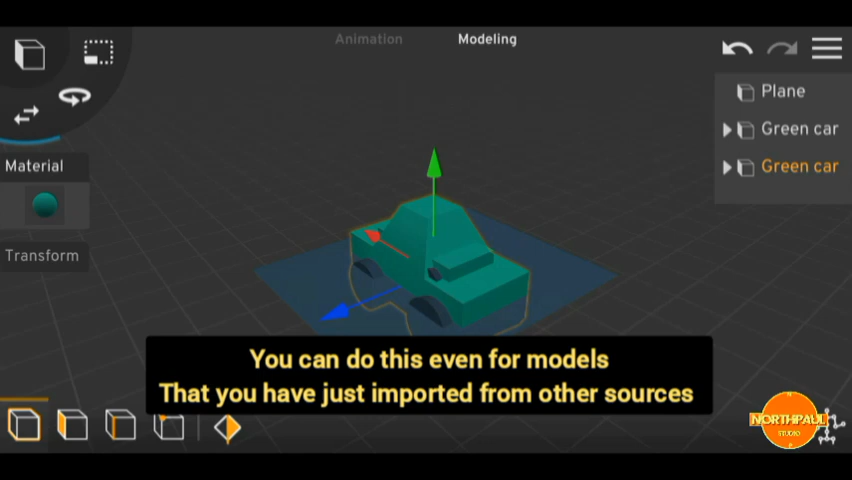 Animation Modeling
Plane
Green car
Green car
Material
Transform
You can do this even for models
That you have just imported from other sources
NORTHPAUL
STUDIO